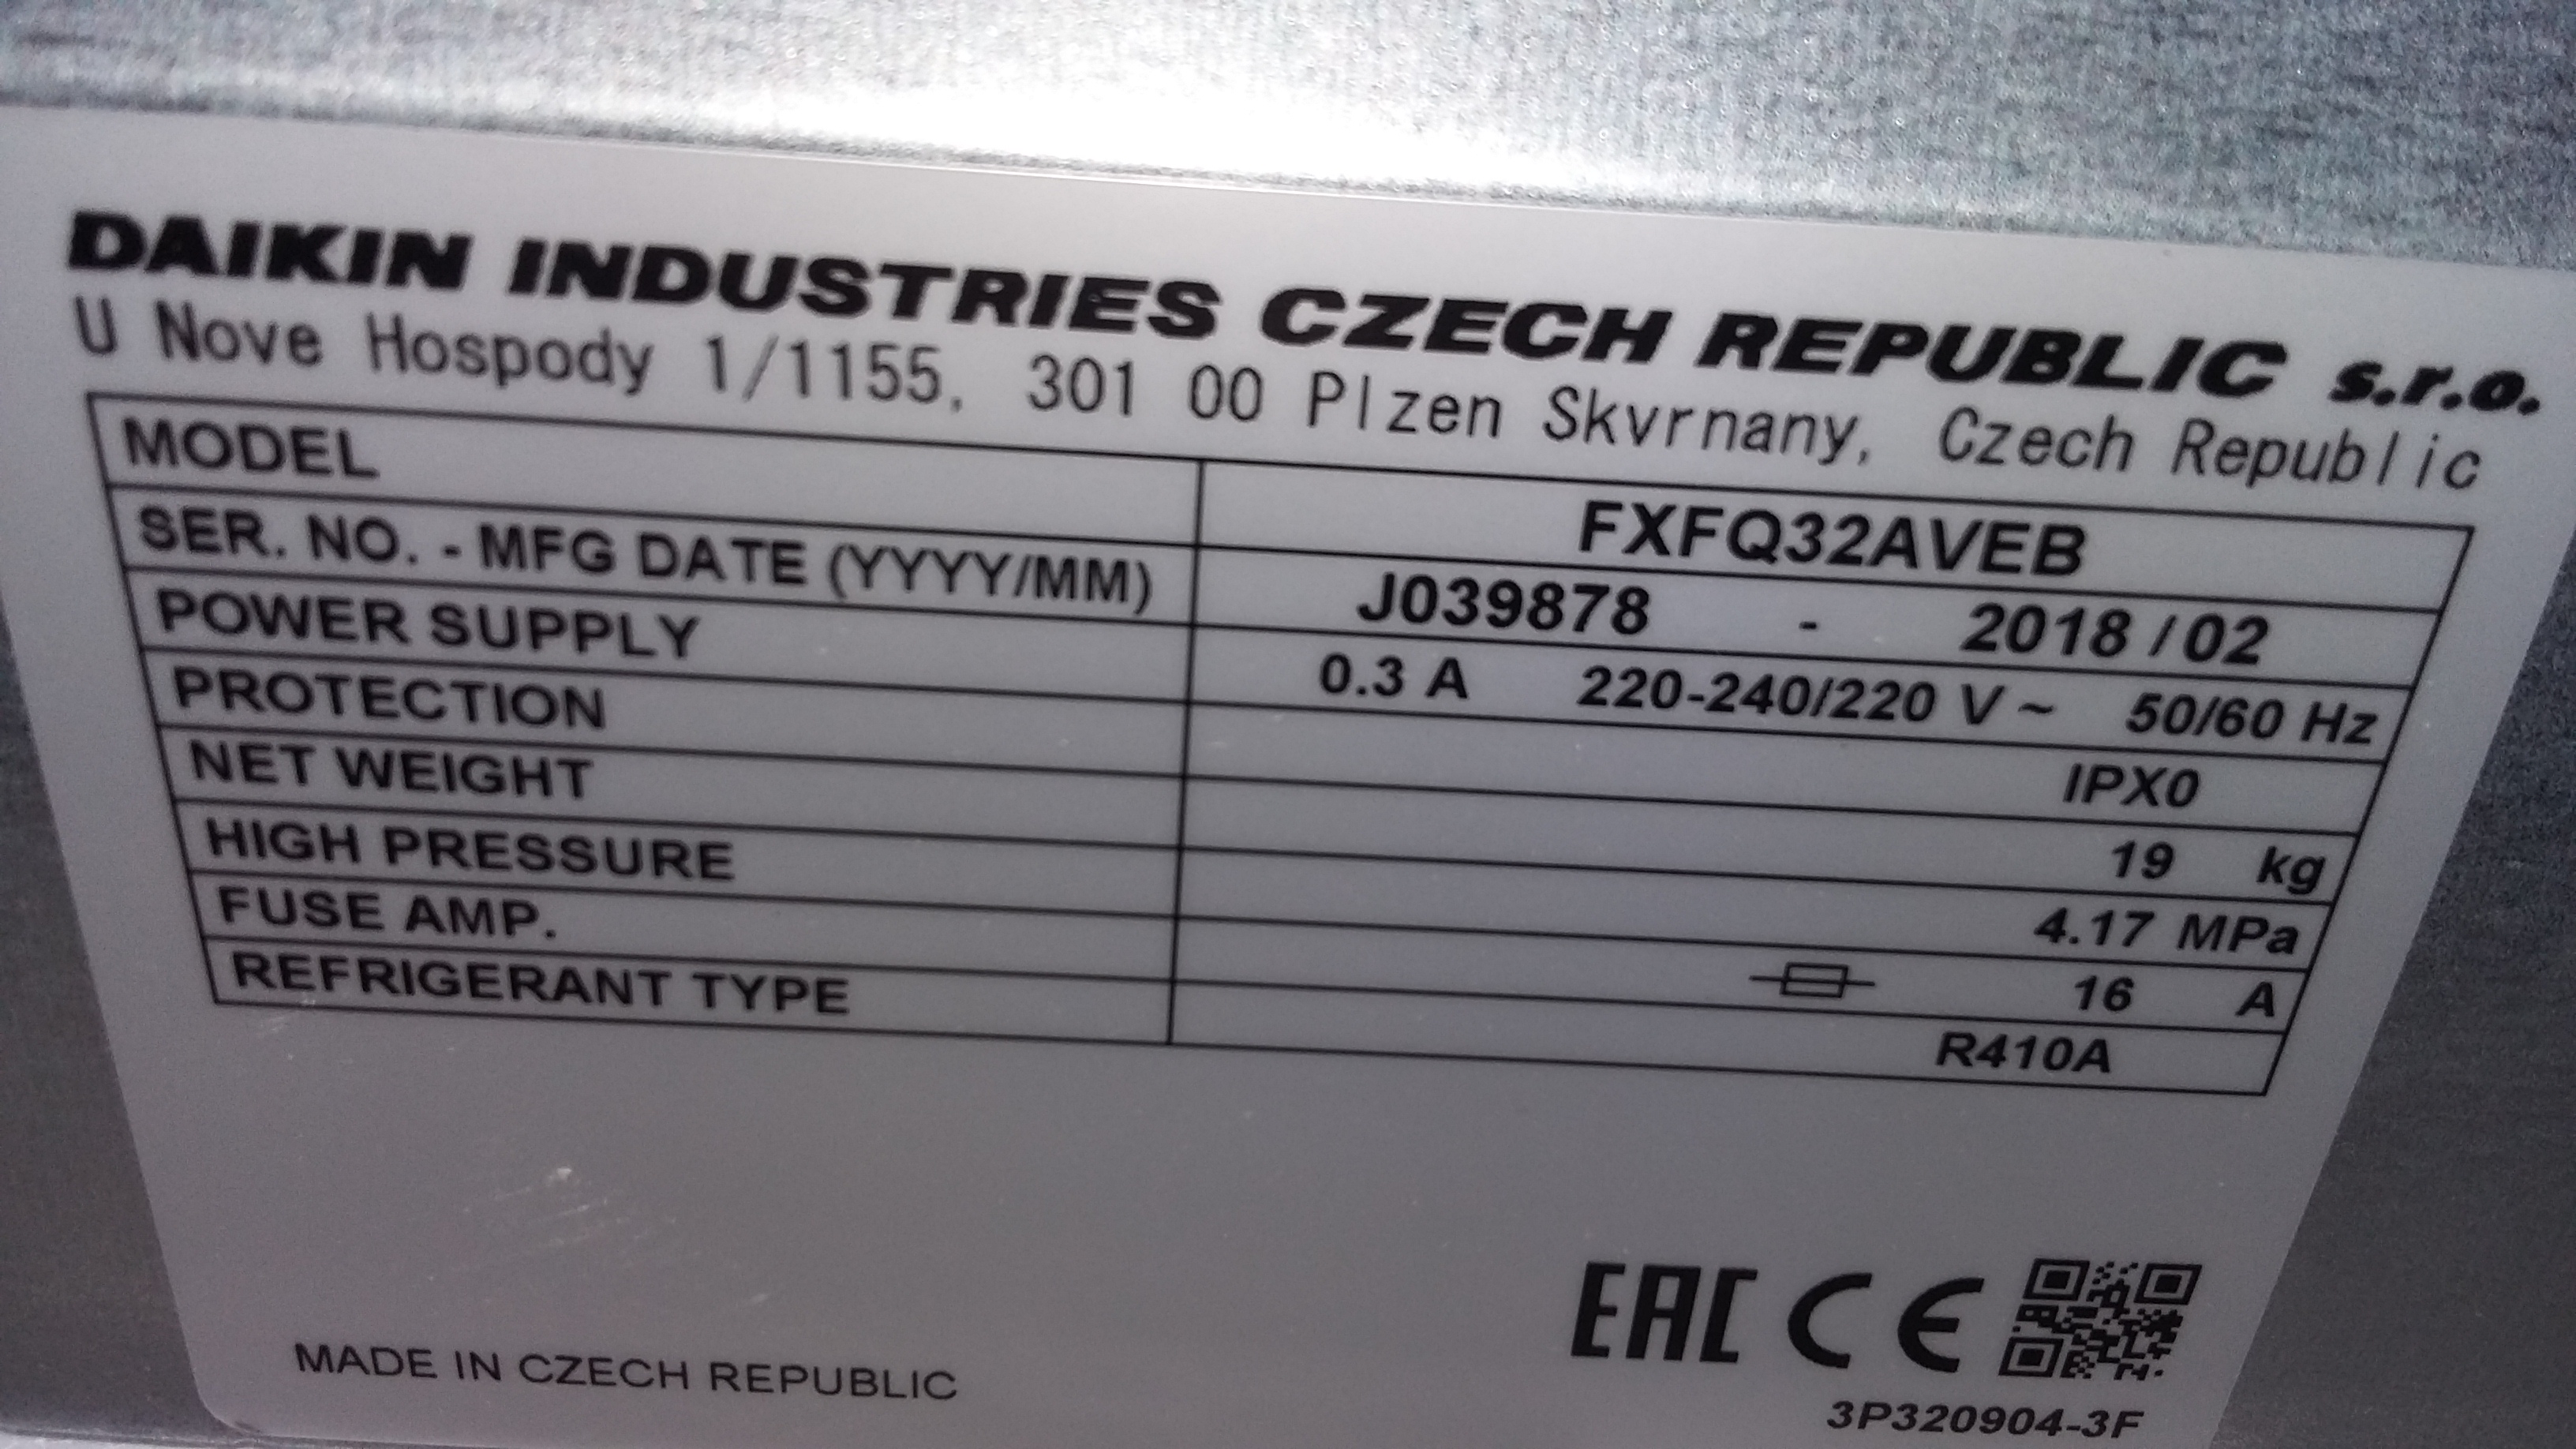 DAIKIN INDUSTRIES CZECH REPUBLIC s.r.o.
U Nove Hospody 1/1155, 301 00 Plzen Skvrnany, Czech Republic
MODEL FXFQ32AVEB
SER. NO. - MFG DATE (YYYY/MM) J039878 - 2018 / 02
POWER SUPPLY 0.3 A 220-240/220 V ~ 50/60 Hz
PROTECTION IPX0
NET WEIGHT 19 kg
HIGH PRESSURE 4.17 MPa
FUSE AMP. 16 A
REFRIGERANT TYPE R410A
EAC CE
MADE IN CZECH REPUBLIC
3P320904-3F